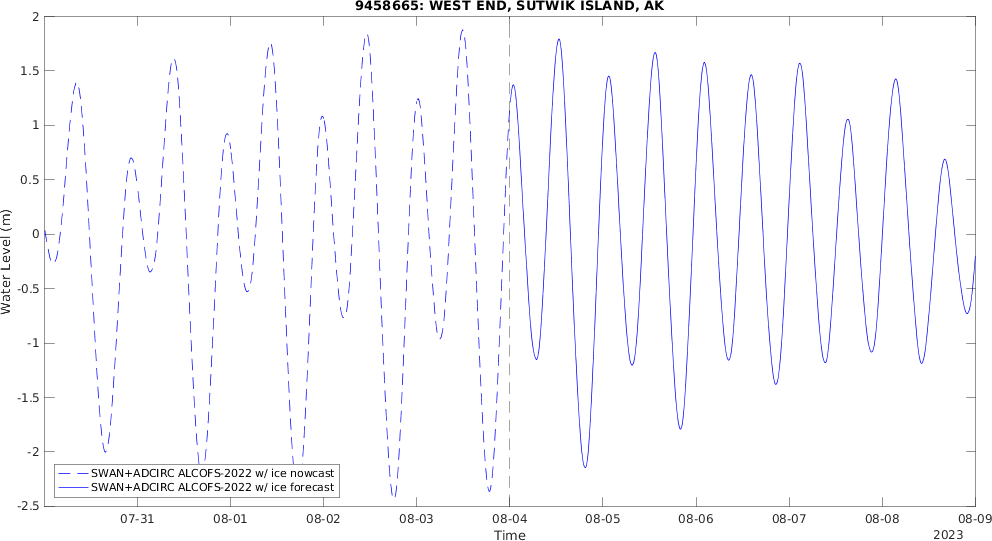 9458665: WEST END, SUTWIK ISLAND, AK
Water Level (m)
2
1.5
1
0.5
0
-0.5
-1
-1.5
-2
-2.5
SWAN+ADCIRC ALCOFS-2022 w/ ice nowcast
SWAN+ADCIRC ALCOFS-2022 w/ ice forecast
07-31 08-01 08-02 08-03 08-04 08-05 08-06 08-07 08-08 08-09
Time
2023